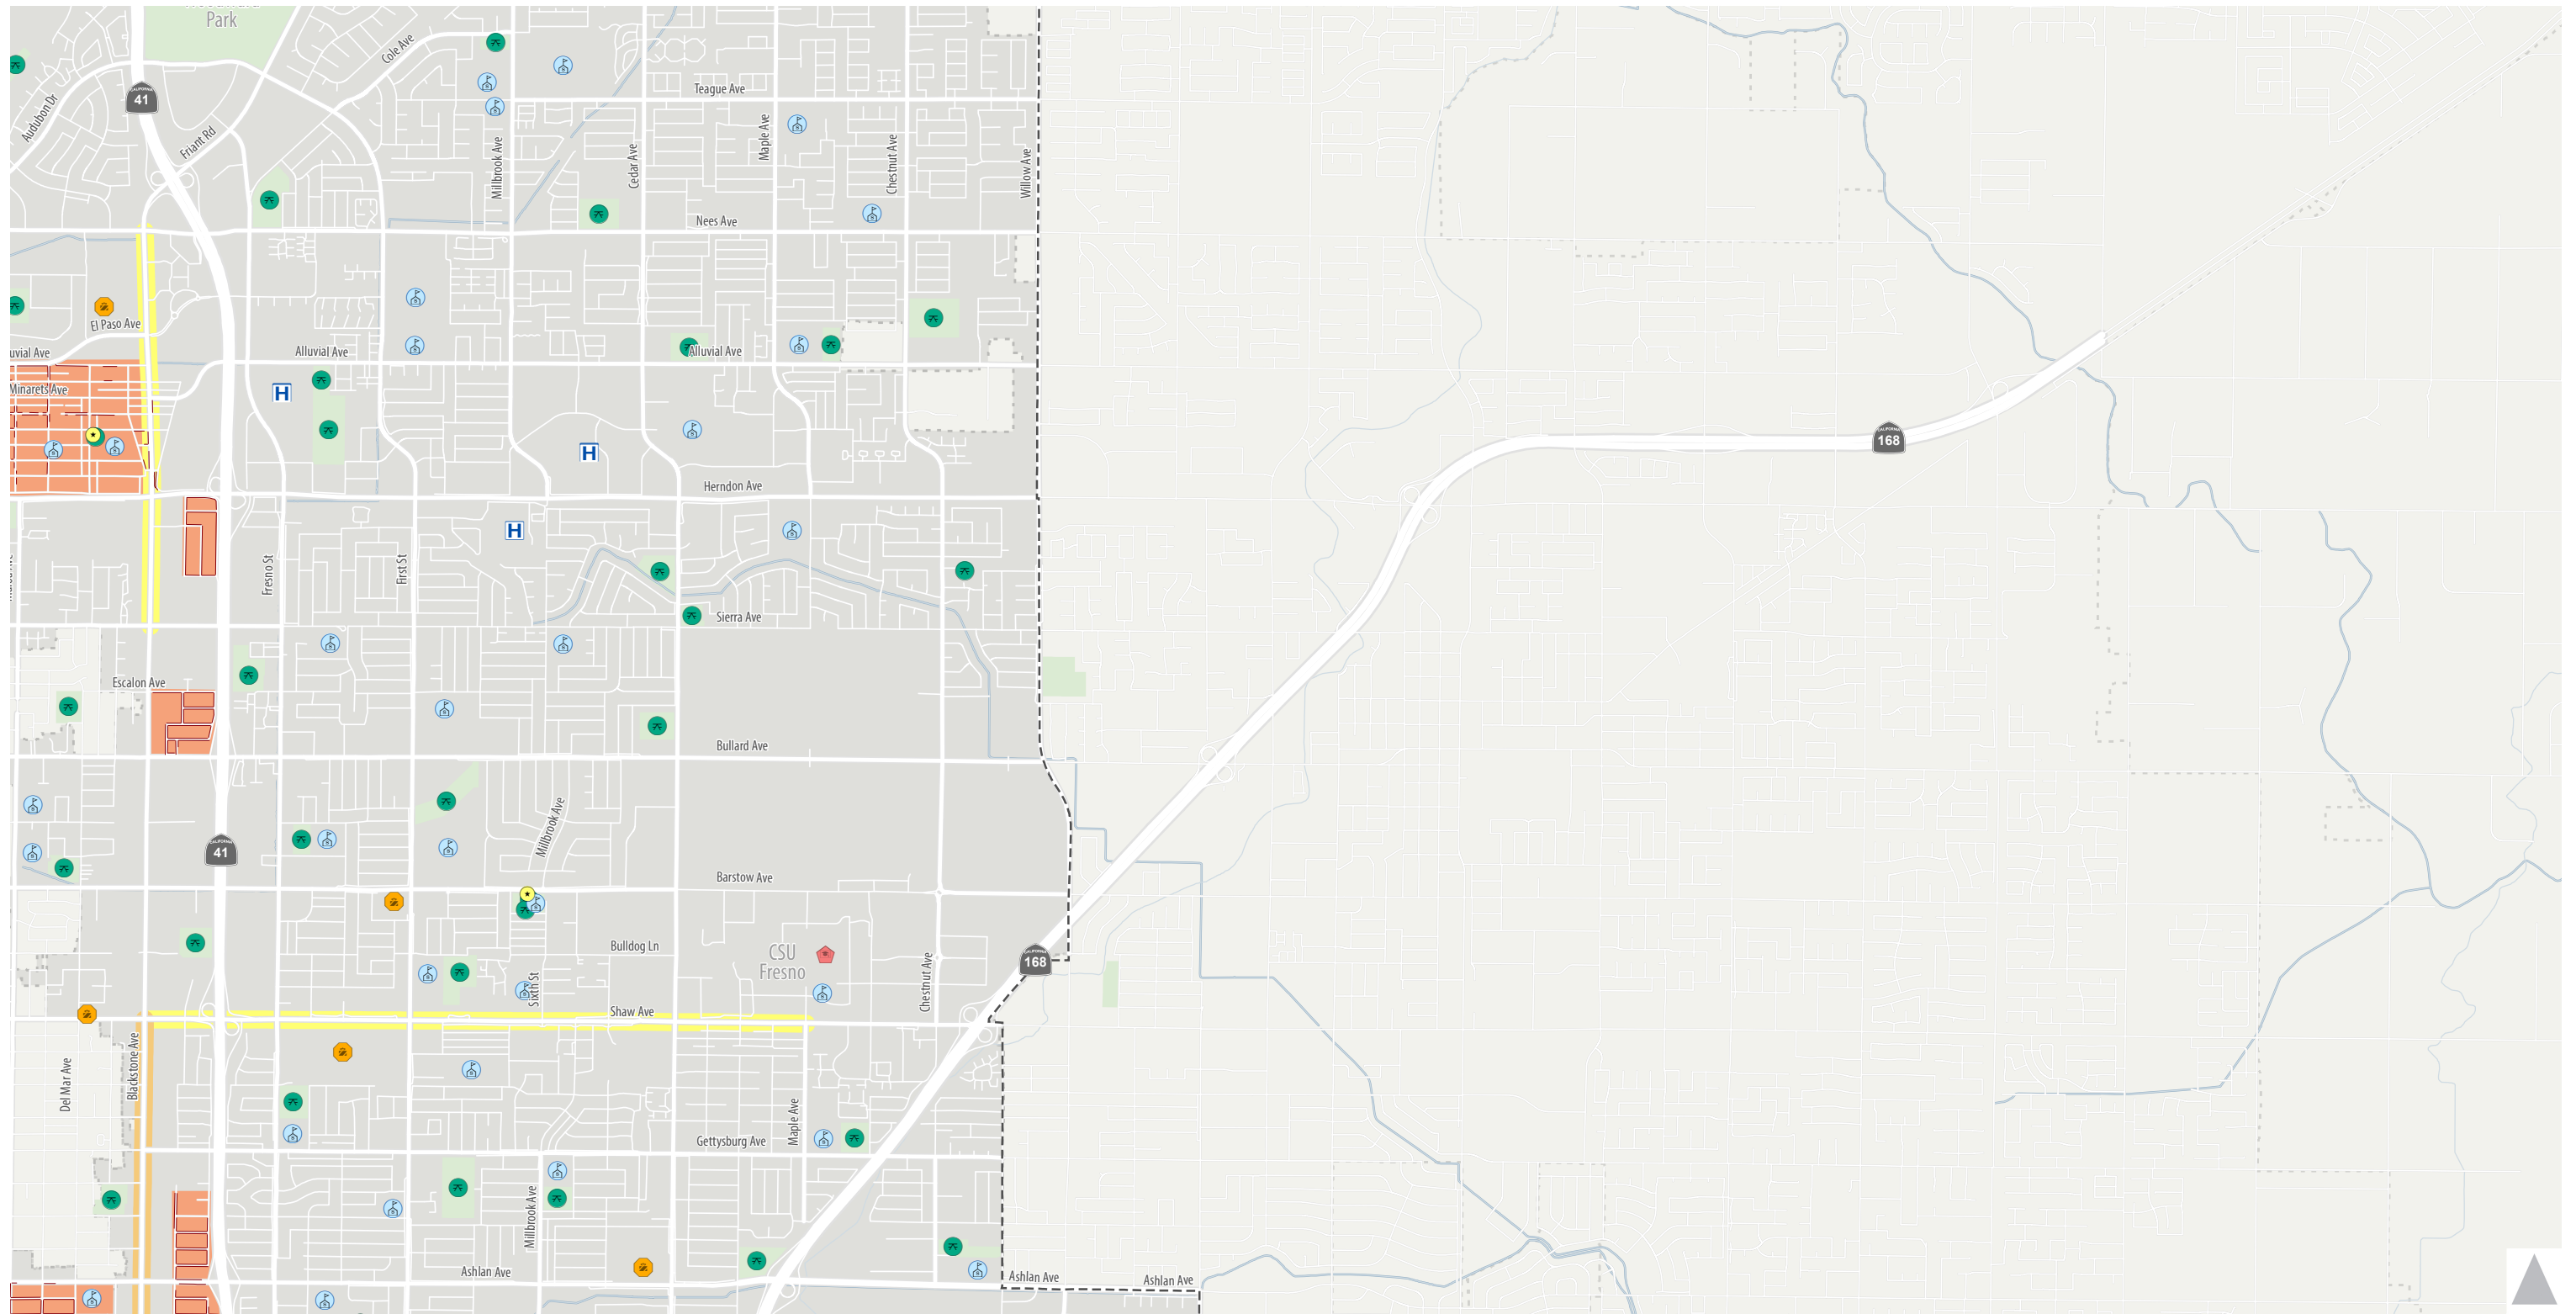 Park
Cole Ave
Teague Ave
CALIFORNIA
41
Audubon Dr
Friant Rd
Millbrook Ave
Cedar Ave
Maple Ave
Chestnut Ave
Willow Ave
Nees Ave
El Paso Ave
Alluvial Ave
Alluvial Ave
Minarets Ave
H
H
CALIFORNIA
168
Herndon Ave
H
Fresno St
First St
Sierra Ave
Escalon Ave
Bullard Ave
Millbrook Ave
CALIFORNIA
41
Barstow Ave
Bulldog Ln
CSU
Fresno
Chestnut Ave
CALIFORNIA
168
Sixth St
Shaw Ave
Del Mar Ave
Blackstone Ave
Maple Ave
Gettysburg Ave
Millbrook Ave
Ashlan Ave
Ashlan Ave
Ashlan Ave